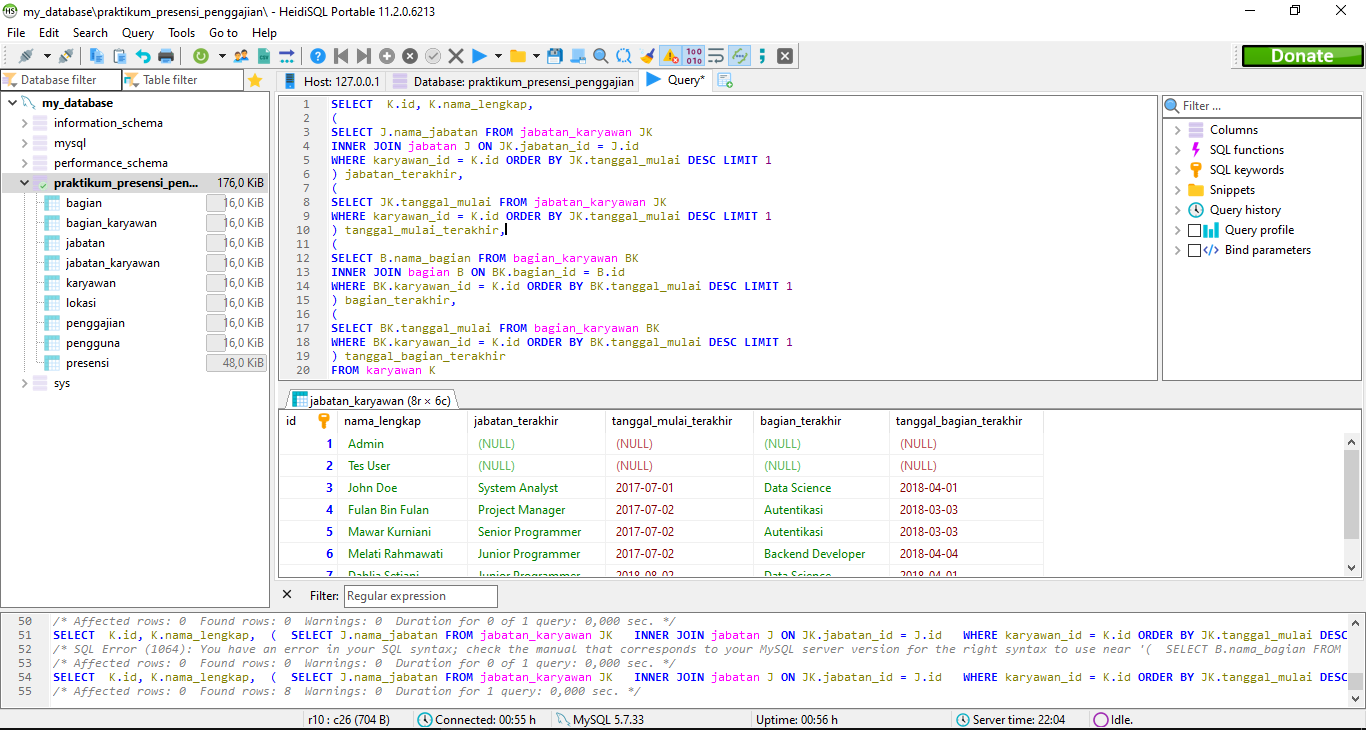 my_database\praktikum_presensi_penggajian\ - HeidiSQL Portable 11.2.0.6213
File Edit Search Query Tools Go to Help
Donate
Database filter Table filter
Host: 127.0.0.1 Database: praktikum_presensi_penggajian Query*
my_database
information_schema
mysql
performance_schema
praktikum_presensi_pen... 176,0 KiB
bagian 16,0 KiB
bagian_karyawan 16,0 KiB
jabatan 16,0 KiB
jabatan_karyawan 16,0 KiB
karyawan 16,0 KiB
lokasi 16,0 KiB
penggajian 16,0 KiB
pengguna 16,0 KiB
presensi 48,0 KiB
sys
1 SELECT K.id, K.nama_lengkap,
2 (
3 SELECT J.nama_jabatan FROM jabatan_karyawan JK
4 INNER JOIN jabatan J ON JK.jabatan_id = J.id
5 WHERE karyawan_id = K.id ORDER BY JK.tanggal_mulai DESC LIMIT 1
6 ) jabatan_terakhir,
7 (
8 SELECT JK.tanggal_mulai FROM jabatan_karyawan JK
9 WHERE karyawan_id = K.id ORDER BY JK.tanggal_mulai DESC LIMIT 1
10 ) tanggal_mulai_terakhir,
11 (
12 SELECT B.nama_bagian FROM bagian_karyawan BK
13 INNER JOIN bagian B ON BK.bagian_id = B.id
14 WHERE BK.karyawan_id = K.id ORDER BY BK.tanggal_mulai DESC LIMIT 1
15 ) bagian_terakhir,
16 (
17 SELECT BK.tanggal_mulai FROM bagian_karyawan BK
18 WHERE BK.karyawan_id = K.id ORDER BY BK.tanggal_mulai DESC LIMIT 1
19 ) tanggal_bagian_terakhir
20 FROM karyawan K
Filter ...
Columns
SQL functions
SQL keywords
Snippets
Query history
Query profile
Bind parameters
jabatan_karyawan (8r × 6c)
id nama_lengkap jabatan_terakhir tanggal_mulai_terakhir bagian_terakhir tanggal_bagian_terakhir
1 Admin (NULL) (NULL) (NULL) (NULL)
2 Tes User (NULL) (NULL) (NULL) (NULL)
3 John Doe System Analyst 2017-07-01 Data Science 2018-04-01
4 Fulan Bin Fulan Project Manager 2017-07-02 Autentikasi 2018-03-03
5 Mawar Kurniani Senior Programmer 2017-07-02 Autentikasi 2018-03-03
6 Melati Rahmawati Junior Programmer 2017-07-02 Backend Developer 2018-04-04
7 Dahlia Setiani Junior Programmer 2018-08-02 Data Science 2018-04-01
Filter: Regular expression
50 /* Affected rows: 0 Found rows: 0 Warnings: 0 Duration for 0 of 1 query: 0,000 sec. */
51 SELECT K.id, K.nama_lengkap, ( SELECT J.nama_jabatan FROM jabatan_karyawan JK INNER JOIN jabatan J ON JK.jabatan_id = J.id WHERE karyawan_id = K.id ORDER BY JK.tanggal_mulai DESC
52 /* SQL Error (1064): You have an error in your SQL syntax; check the manual that corresponds to your MySQL server version for the right syntax to use near '( SELECT B.nama_bagian FROM
53 /* Affected rows: 0 Found rows: 0 Warnings: 0 Duration for 0 of 1 query: 0,000 sec. */
54 SELECT K.id, K.nama_lengkap, ( SELECT J.nama_jabatan FROM jabatan_karyawan JK INNER JOIN jabatan J ON JK.jabatan_id = J.id WHERE karyawan_id = K.id ORDER BY JK.tanggal_mulai DESC
55 /* Affected rows: 0 Found rows: 8 Warnings: 0 Duration for 1 query: 0,000 sec. */
r10 : c26 (704 B) Connected: 00:55 h MySQL 5.7.33 Uptime: 00:56 h Server time: 22:04 Idle.